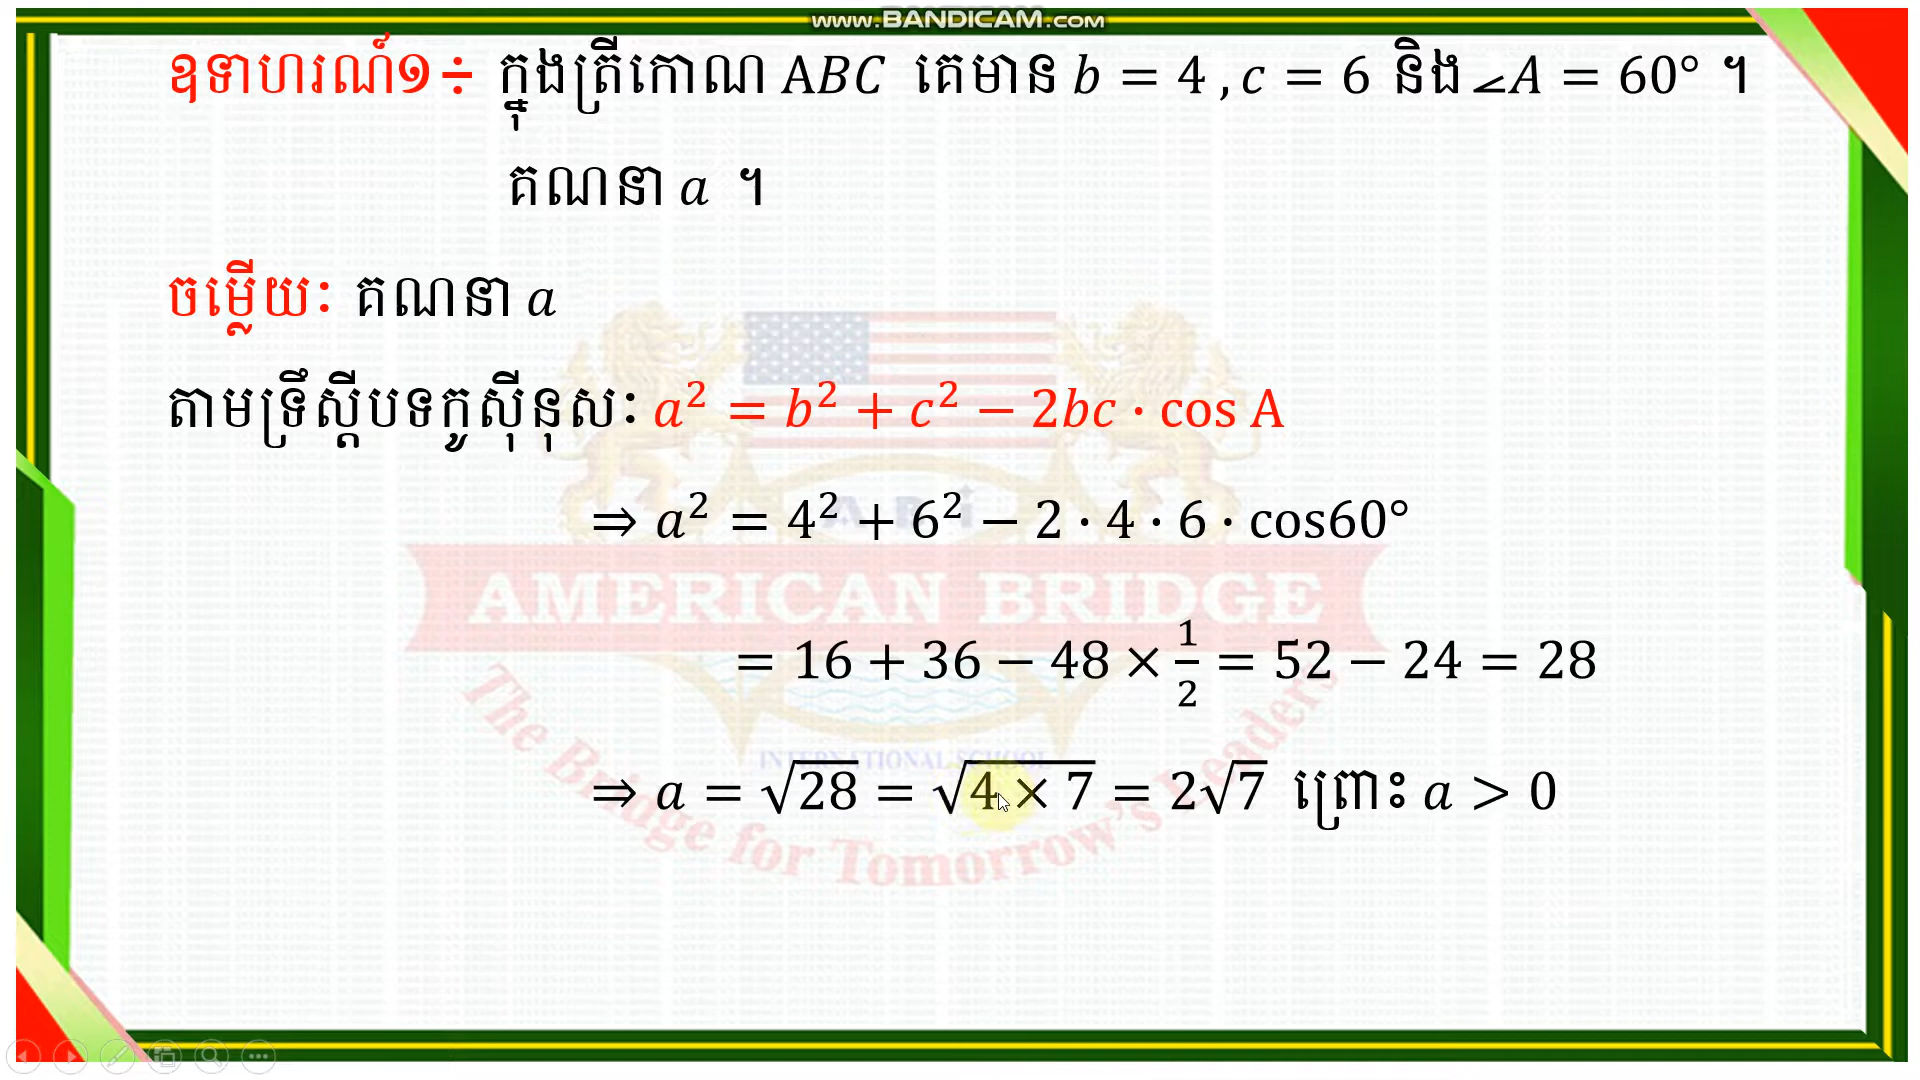 www.BANDICAM.com
ឧទាហរណ៍១÷ ក្នុងត្រីកោណ ABC គេមាន b = 4 , c = 6 និង ∠A = 60° ។
គណនា a ។
ចម្លើយៈ គណនា a
តាមទ្រឹស្តីបទកូស៊ីនុសៈ a² = b² + c² − 2bc · cos A
⇒ a² = 4² + 6² − 2 · 4 · 6 · cos60°
AMERICAN BRIDGE
= 16 + 36 − 48 × 1/2 = 52 − 24 = 28
INTERNATIONAL SCHOOL
⇒ a = √28 = √4 × 7 = 2√7 ព្រោះ a > 0
The Bridge for Tomorrow's Leaders